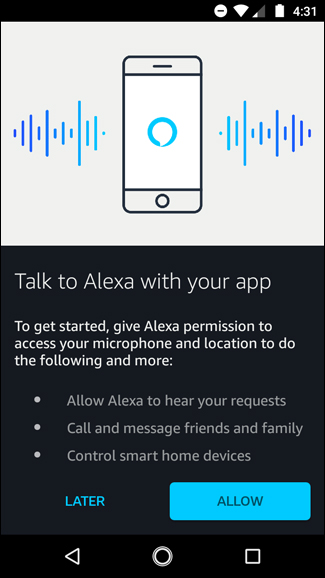 4:31
Talk to Alexa with your app
To get started, give Alexa permission to
access your microphone and location to do
the following and more:
• Allow Alexa to hear your requests
• Call and message friends and family
• Control smart home devices
LATER ALLOW